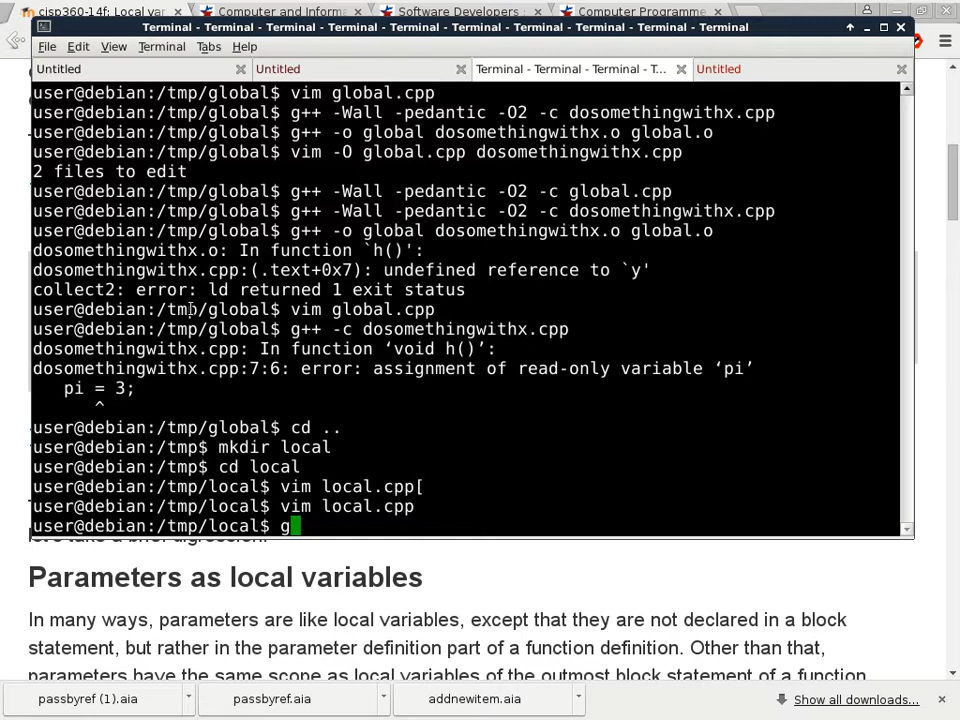 cisp360-14f: Local var
Computer and Informa
Software Developers :
Computer Programme
Terminal - Terminal - Terminal - Terminal - Terminal - Terminal - Terminal - Terminal - Terminal
File Edit View Terminal Tabs Help
Untitled
Untitled
Terminal - Terminal - Terminal - T...
Untitled
user@debian:/tmp/global$ vim global.cpp
user@debian:/tmp/global$ g++ -Wall -pedantic -O2 -c dosomethingwithx.cpp
user@debian:/tmp/global$ g++ -o global dosomethingwithx.o global.o
user@debian:/tmp/global$ vim -O global.cpp dosomethingwithx.cpp
2 files to edit
user@debian:/tmp/global$ g++ -Wall -pedantic -O2 -c global.cpp
user@debian:/tmp/global$ g++ -Wall -pedantic -O2 -c dosomethingwithx.cpp
user@debian:/tmp/global$ g++ -o global dosomethingwithx.o global.o
dosomethingwithx.o: In function `h()':
dosomethingwithx.cpp:(.text+0x7): undefined reference to `y'
collect2: error: ld returned 1 exit status
user@debian:/tmp/global$ vim global.cpp
user@debian:/tmp/global$ g++ -c dosomethingwithx.cpp
dosomethingwithx.cpp: In function ‘void h()’:
dosomethingwithx.cpp:7:6: error: assignment of read-only variable ‘pi’
pi = 3;
^
user@debian:/tmp/global$ cd ..
user@debian:/tmp$ mkdir local
user@debian:/tmp$ cd local
user@debian:/tmp/local$ vim local.cpp[
user@debian:/tmp/local$ vim local.cpp
user@debian:/tmp/local$ g
let's take a brief digression.
Parameters as local variables
In many ways, parameters are like local variables, except that they are not declared in a block
statement, but rather in the parameter definition part of a function definition. Other than that,
parameters have the same scope as local variables of the outmost block statement of a function
passbyref (1).aia
passbyref.aia
addnewitem.aia
Show all downloads...